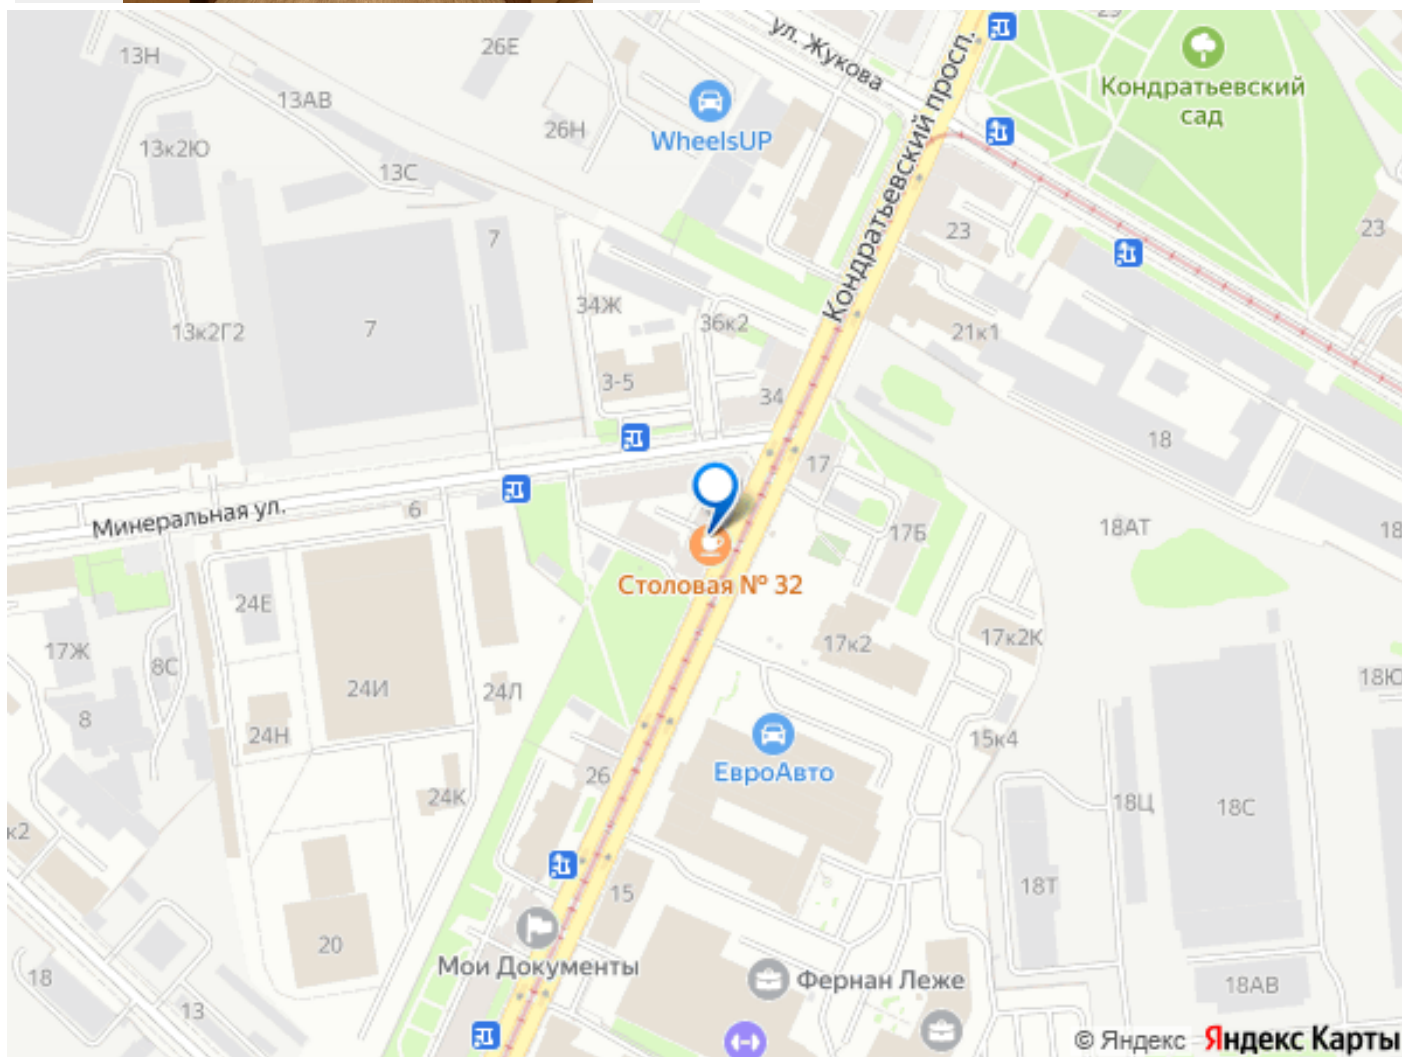 26Е
ул. Жукова
29
13Н
Кондратьевский
сад
13АВ
WheelsUP
26Н
13к2Ю
13С
Кондратьевский просп.
23
23
7
34Ж
36к2
13к2Г2
7
21к1
3-5
34
18
17
Минеральная ул.
6
17Б
18АТ
18
Столовая № 32
24Е
17Ж
8С
17к2
17к2К
24И
24Л
18Ю
8
24Н
15к4
26
ЕвроАвто
24К
18Ц
18С
к2
15
18Т
20
Мои Документы
Фернан Леже
18
18АВ
13
© Яндекс Яндекс Карты